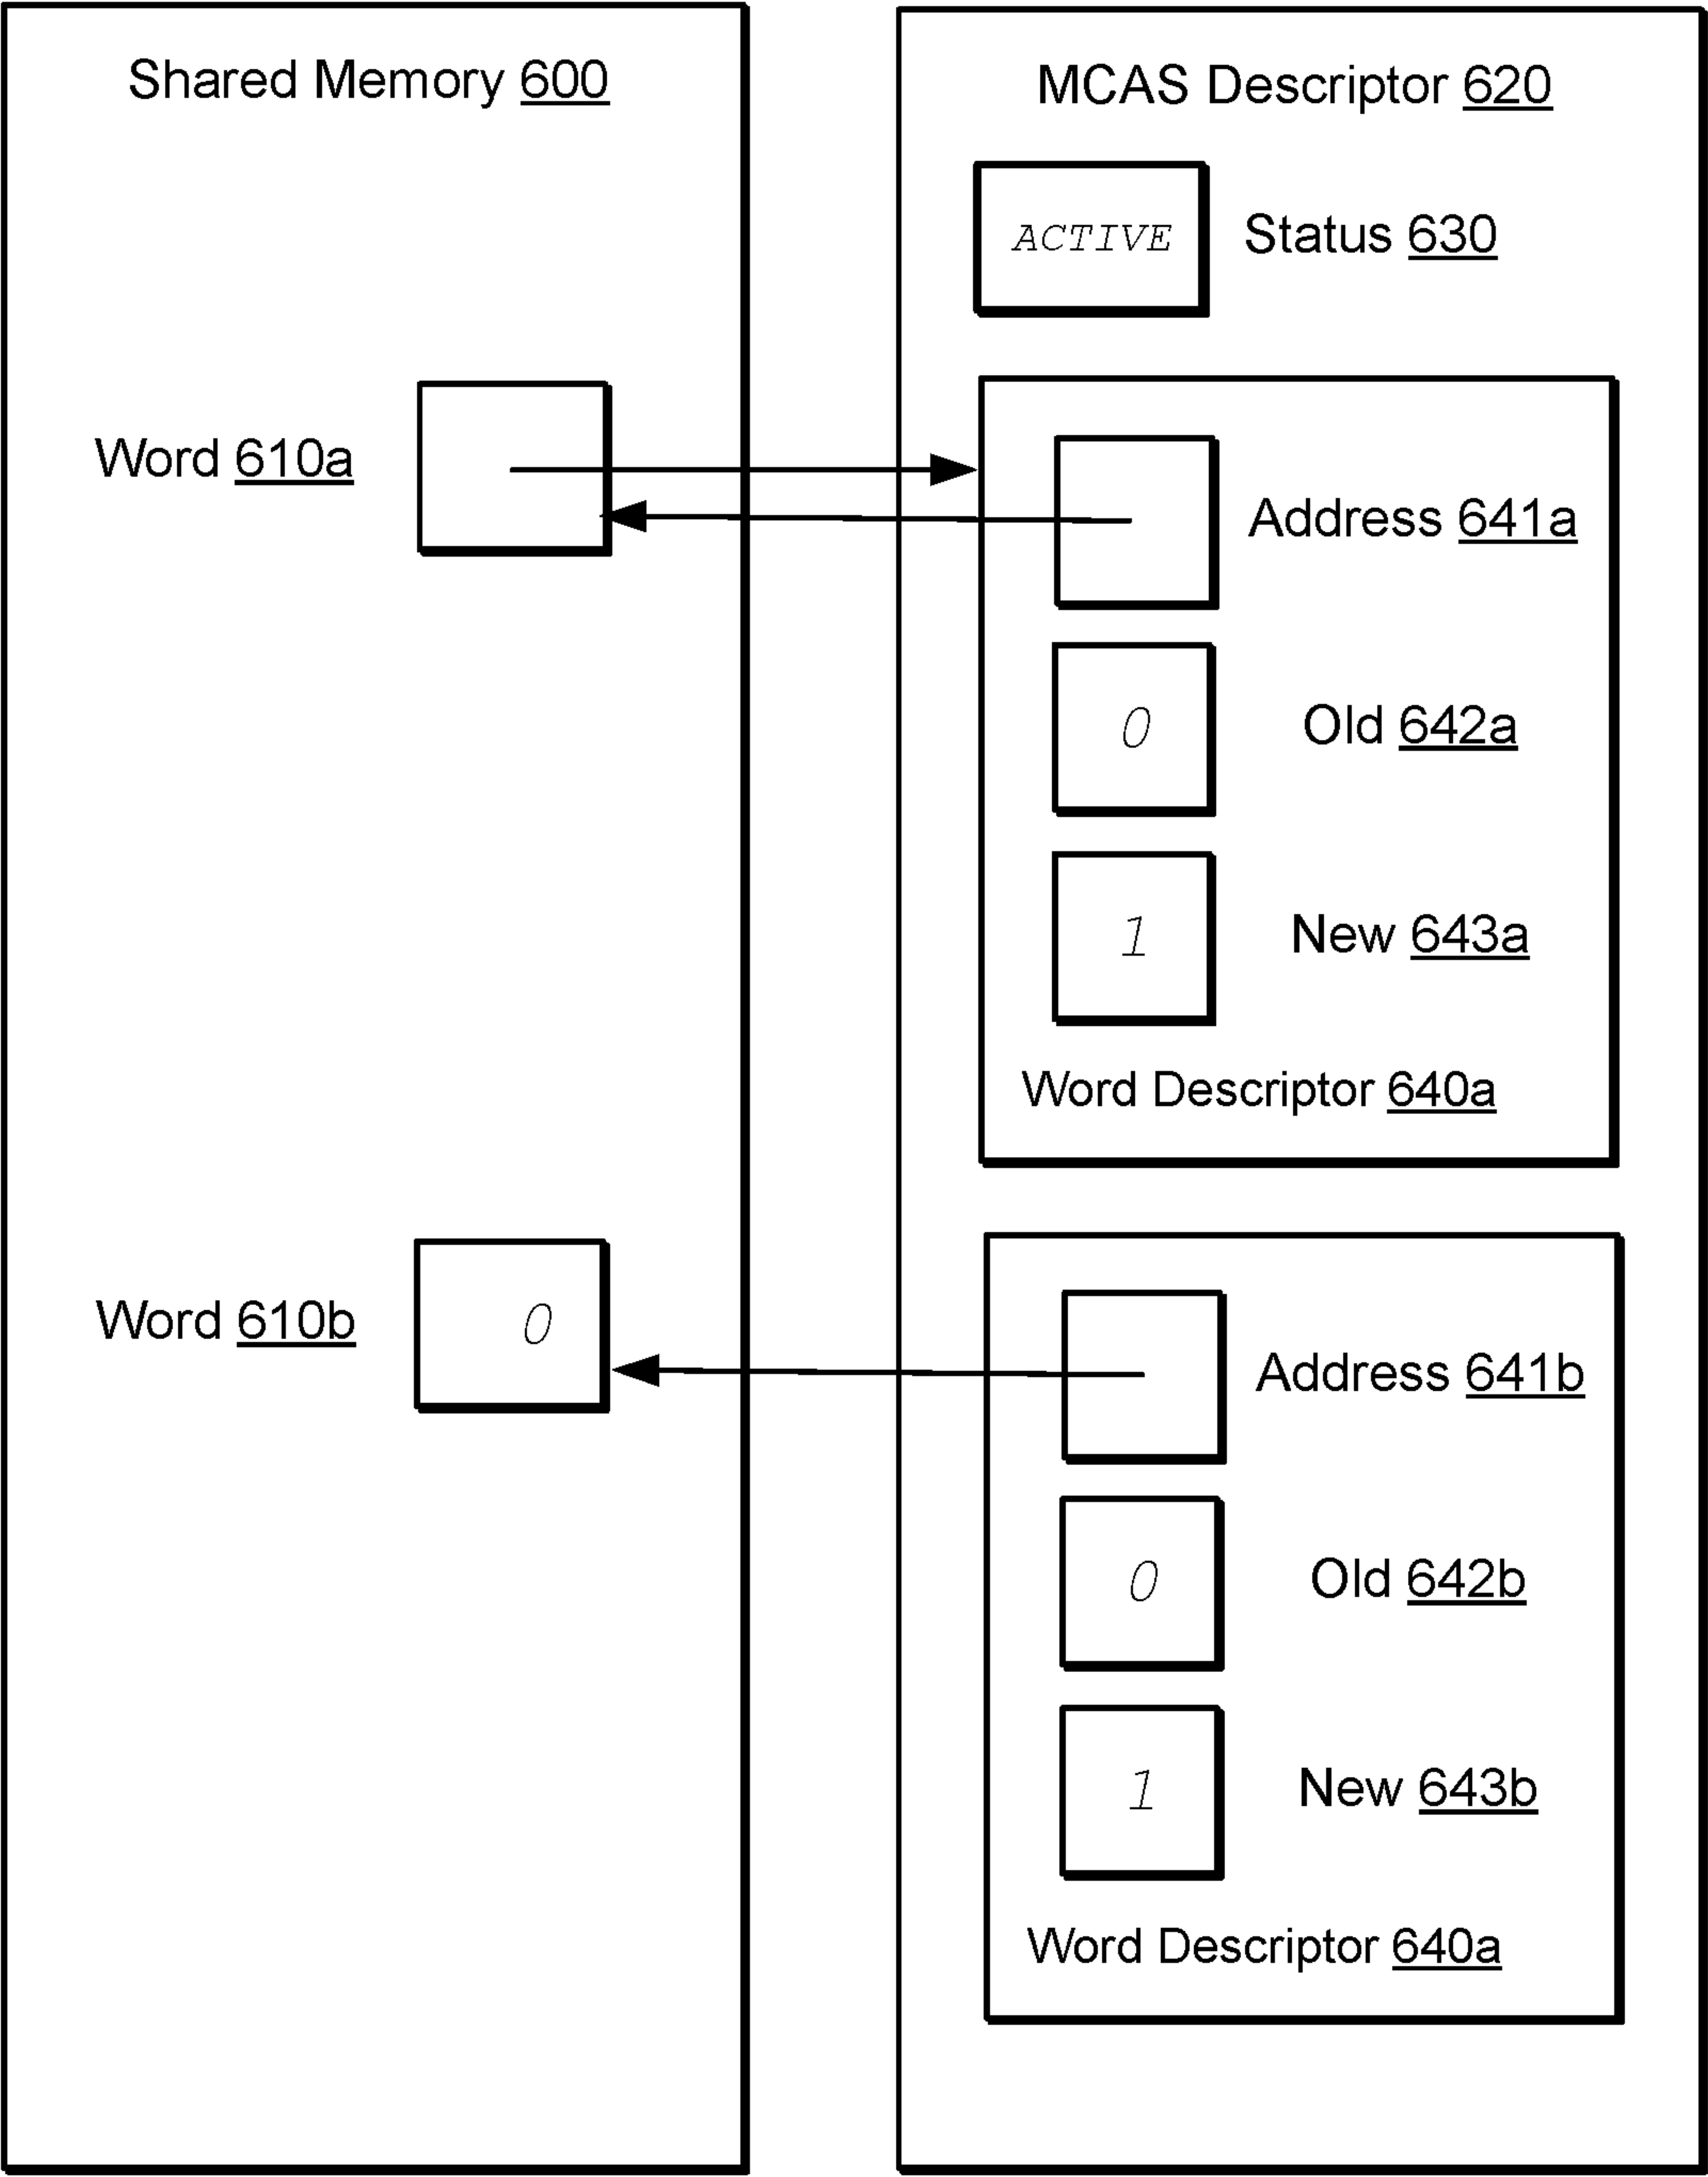 Shared Memory 600
MCAS Descriptor 620
ACTIVE
Status 630
Word 610a
Address 641a
0
Old 642a
1
New 643a
Word Descriptor 640a
Word 610b
0
Address 641b
0
Old 642b
1
New 643b
Word Descriptor 640a